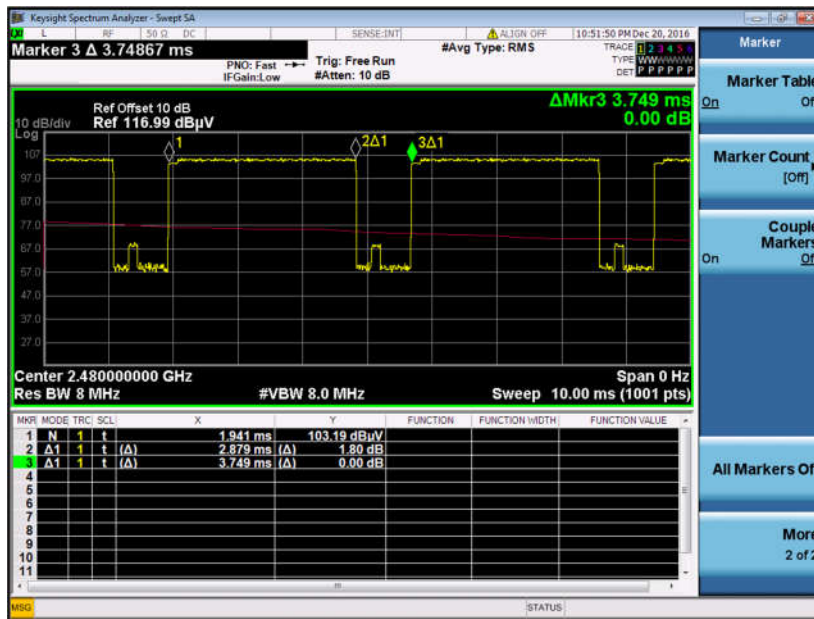 Keysight Spectrum Analyzer - Swept SA
L RF 50 Ω DC SENSE:INT ALIGN OFF 10:51:50 PM Dec 20, 2016
Marker 3 Δ 3.74867 ms
PNO: Fast
IFGain:Low
Trig: Free Run
#Atten: 10 dB
#Avg Type: RMS
TRACE 1 2 3 4 5 6
TYPE WWWWWW
DET P P P P P P
Marker
Marker Table
On Of
Marker Count
[Off]
Couple
Markers
On Of
All Markers Of
More
2 of 2
ΔMkr3 3.749 ms
0.00 dB
Ref Offset 10 dB
10 dB/div Ref 116.99 dBµV
Log
1 2Δ1 3Δ1
107
97.0
87.0
77.0
67.0
57.0
47.0
37.0
27.0
Center 2.480000000 GHz Span 0 Hz
Res BW 8 MHz #VBW 8.0 MHz Sweep 10.00 ms (1001 pts)
MKR MODE TRC SCL X Y FUNCTION FUNCTION WIDTH FUNCTION VALUE
1 N 1 t 1.941 ms 103.19 dBµV
2 Δ1 1 t (Δ) 2.879 ms (Δ) 1.80 dB
3 Δ1 1 t (Δ) 3.749 ms (Δ) 0.00 dB
4
5
6
7
8
9
10
11
MSG STATUS